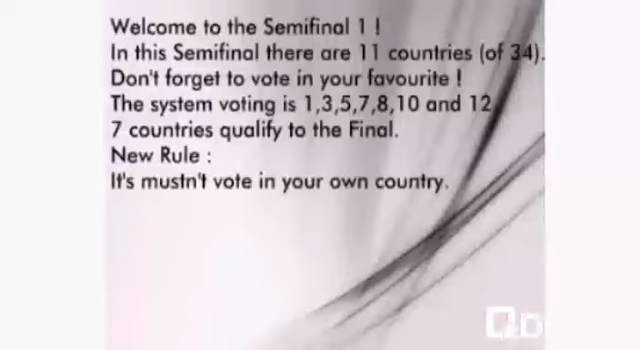 Welcome to the Semifinal 1 !
In this Semifinal there are 11 countries (of 34).
Don't forget to vote in your favourite !
The system voting is 1,3,5,7,8,10 and 12
7 countries qualify to the Final.
New Rule :
It's mustn't vote in your own country.